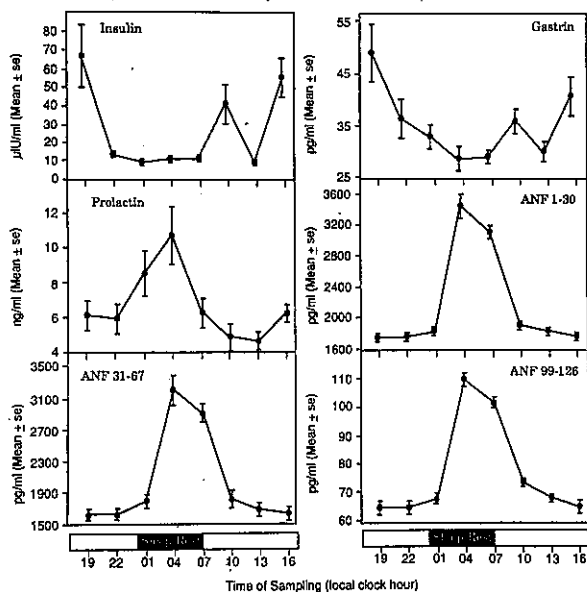 Insulin
Gastrin
µIU/ml (Mean ± se)
80
70
60
50
40
30
20
10
0
pg/ml (Mean ± se)
55
45
35
25
Prolactin
ANF 1-30
ng/ml (Mean ± se)
12
10
8
6
4
pg/ml (Mean ± se)
3600
3200
2800
2400
2000
1600
ANF 31-67
ANF 99-126
pg/ml (Mean ± se)
3500
3100
2700
2300
1900
1500
pg/ml (Mean ± se)
110
100
90
80
70
60
19 22 01 04 07 10 13 16
19 22 01 04 07 10 13 16
Time of Sampling (local clock hour)